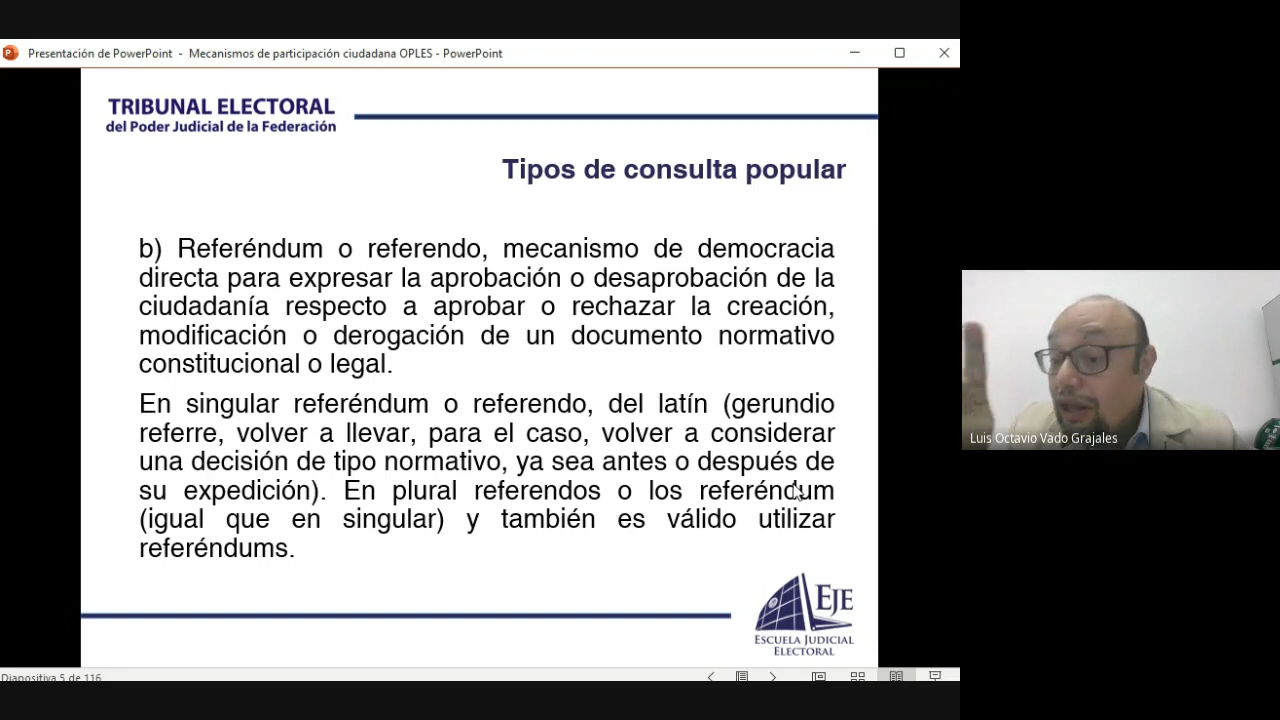 Presentación de PowerPoint - Mecanismos de participación ciudadana OPLES - PowerPoint
TRIBUNAL ELECTORAL
del Poder Judicial de la Federación
Tipos de consulta popular
b) Referéndum o referendo, mecanismo de democracia
directa para expresar la aprobación o desaprobación de la
ciudadanía respecto a aprobar o rechazar la creación,
modificación o derogación de un documento normativo
constitucional o legal.
En singular referéndum o referendo, del latín (gerundio
referre, volver a llevar, para el caso, volver a considerar
una decisión de tipo normativo, ya sea antes o después de
su expedición). En plural referendos o los referéndum
(igual que en singular) y también es válido utilizar
referéndums.
EJE
ESCUELA JUDICIAL
ELECTORAL
Diapositiva 5 de 116
Luis Octavio Vado Grajales